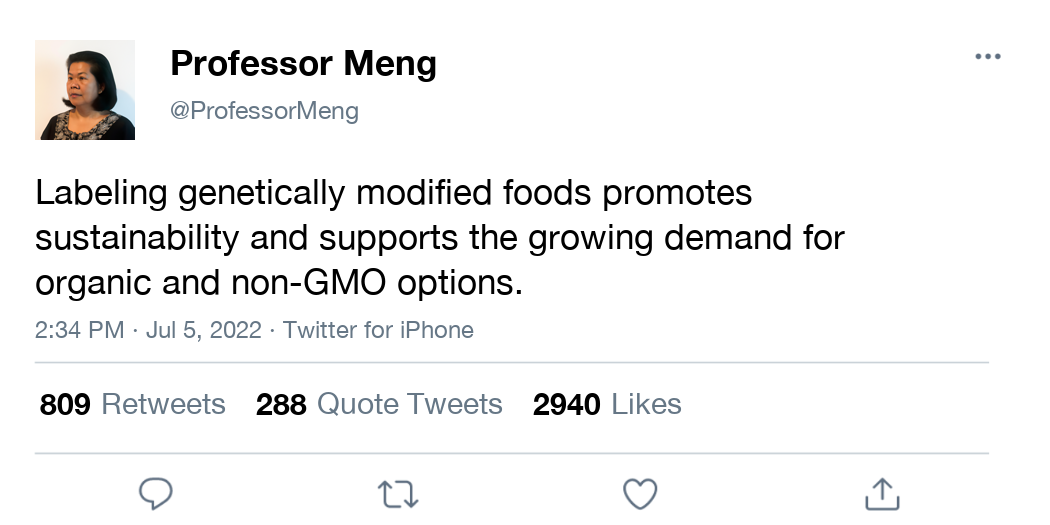 Professor Meng
@ProfessorMeng
Labeling genetically modified foods promotes
sustainability and supports the growing demand for
organic and non-GMO options.
2:34 PM · Jul 5, 2022 · Twitter for iPhone
809 Retweets 288 Quote Tweets 2940 Likes